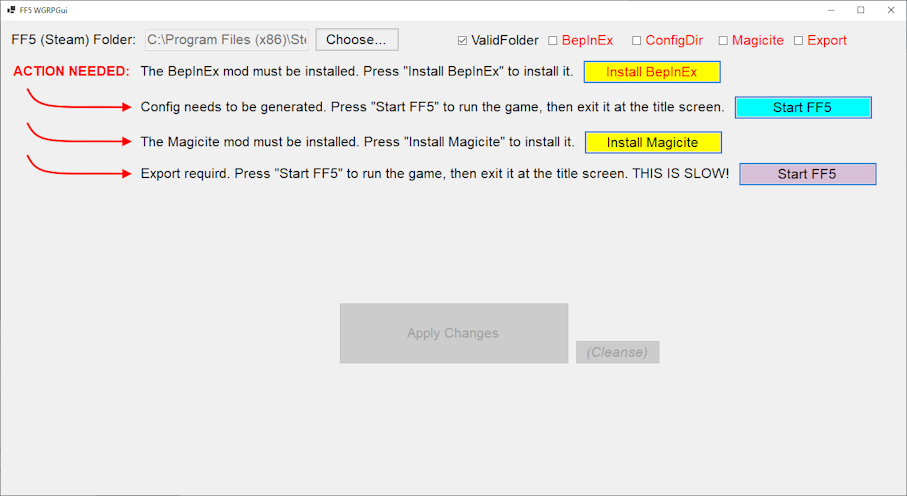 FF5 WGRPGui
FF5 (Steam) Folder: C:\Program Files (x86)\Ste Choose... ValidFolder BepInEx ConfigDir Magicite Export
ACTION NEEDED: The BepInEx mod must be installed. Press "Install BepInEx" to install it. Install BepInEx
Config needs to be generated. Press "Start FF5" to run the game, then exit it at the title screen. Start FF5
The Magicite mod must be installed. Press "Install Magicite" to install it. Install Magicite
Export requird. Press "Start FF5" to run the game, then exit it at the title screen. THIS IS SLOW! Start FF5
Apply Changes
(Cleanse)